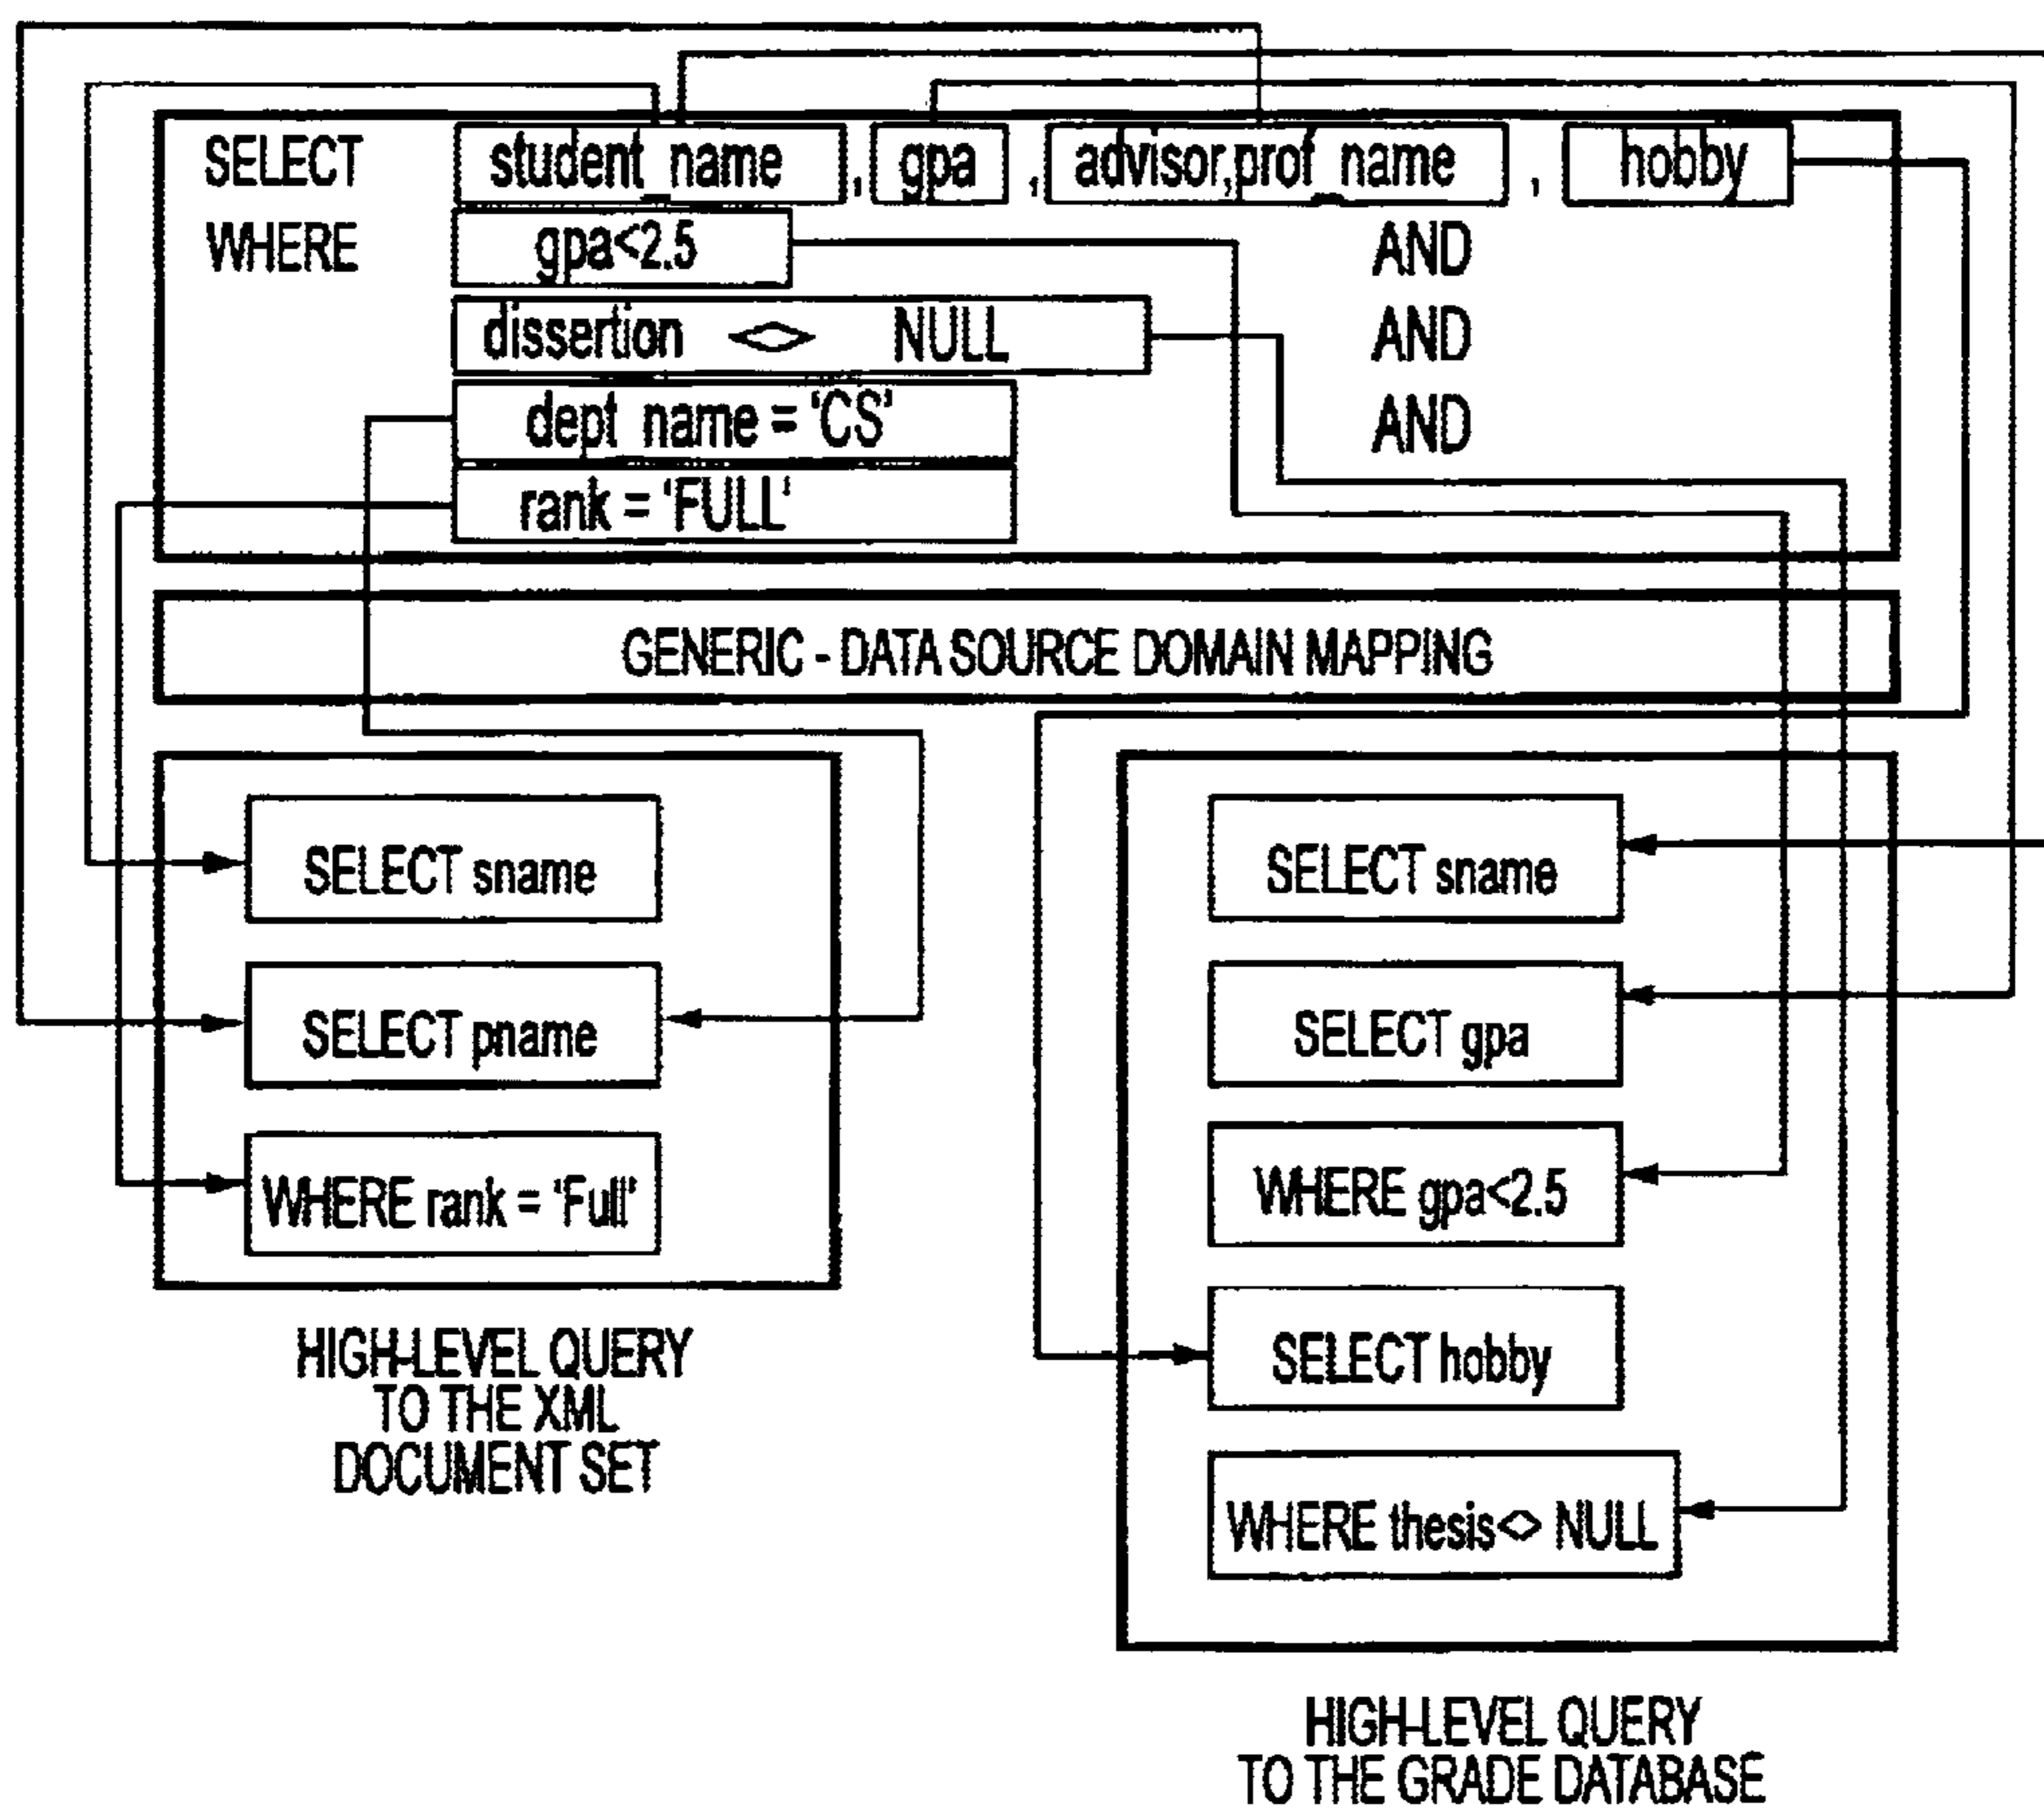 SELECT student_name , gpa , advisor,prof_name , hobby
WHERE gpa<2.5 AND
dissertion <> NULL AND
dept_name = 'CS' AND
rank = 'FULL'
GENERIC - DATA SOURCE DOMAIN MAPPING
SELECT sname
SELECT pname
WHERE rank = 'Full'
HIGH-LEVEL QUERY
TO THE XML
DOCUMENT SET
SELECT sname
SELECT gpa
WHERE gpa<2.5
SELECT hobby
WHERE thesis<> NULL
HIGH-LEVEL QUERY
TO THE GRADE DATABASE